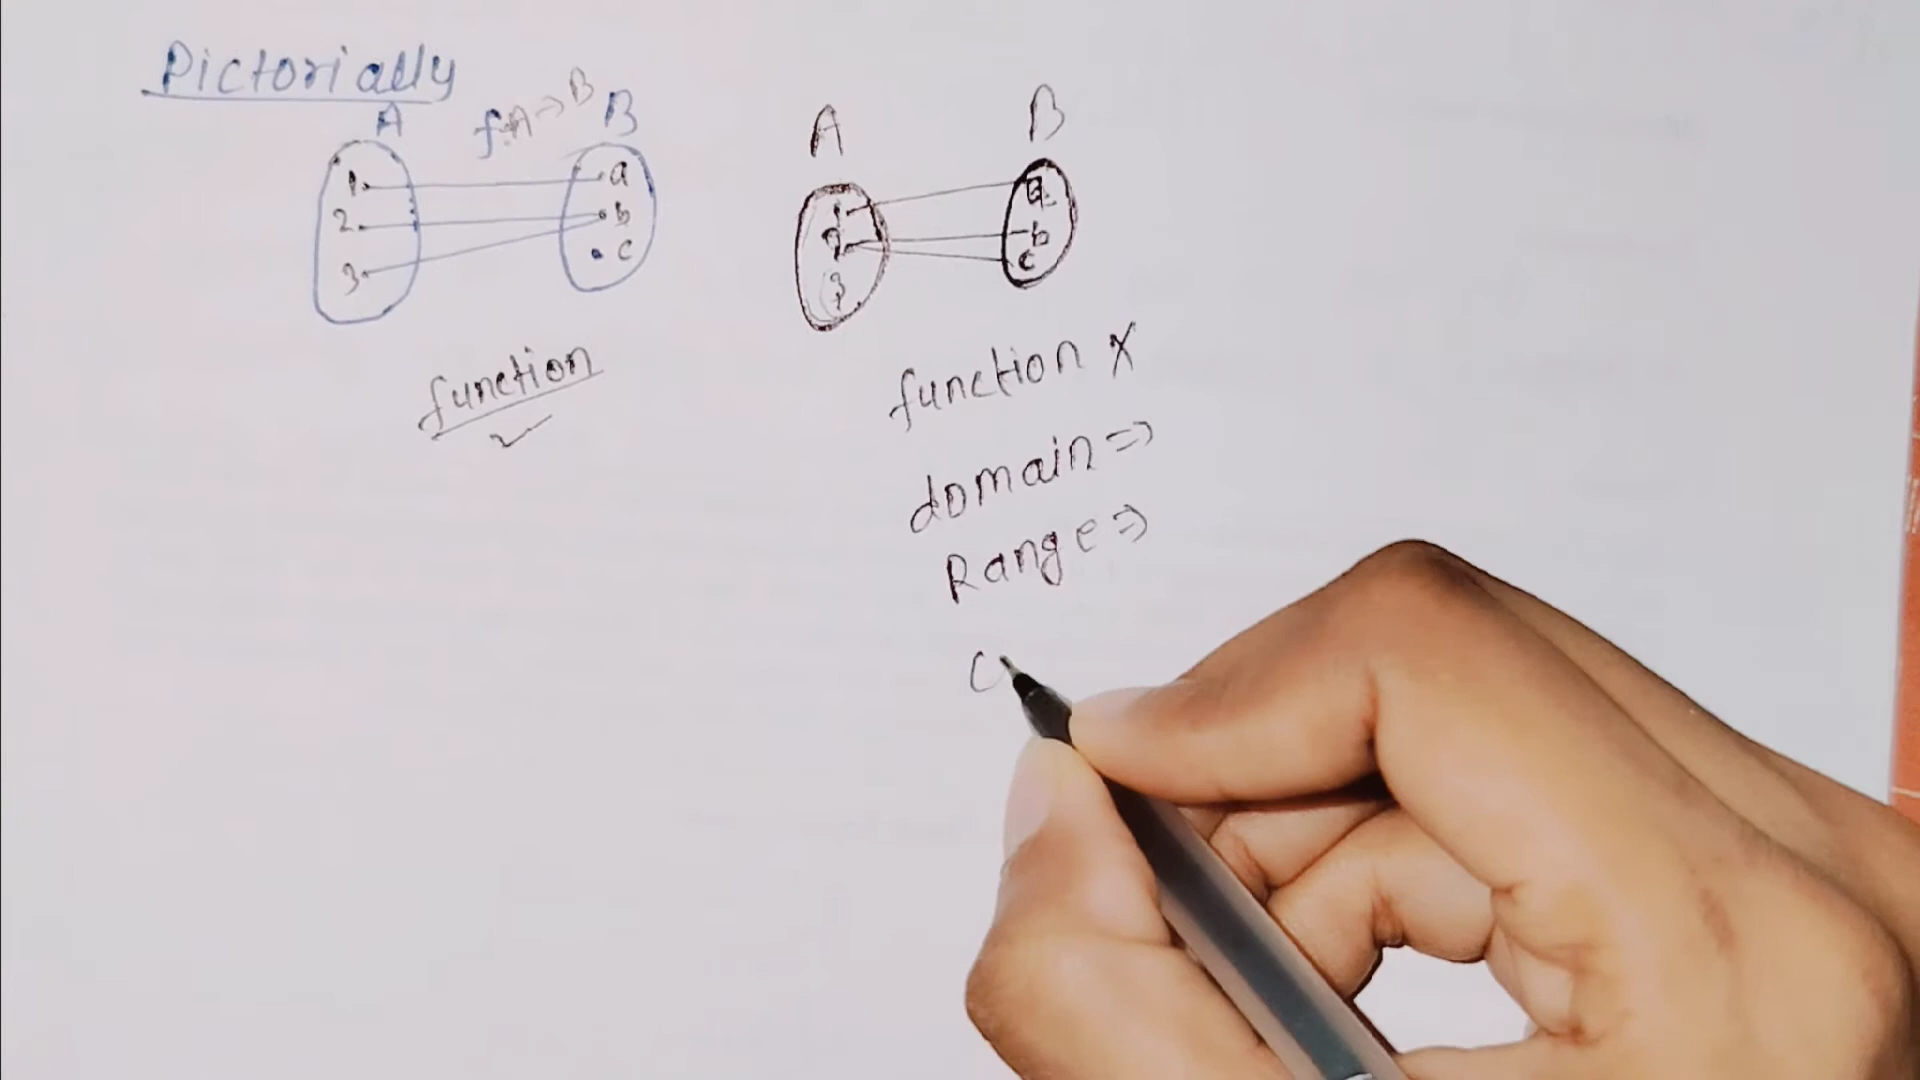 Pictorially
A f:A⇒B B
1 a
2 b
3 c
function
A B
1 a
2 b
3 c
function X
domain ⇒
Range ⇒
C